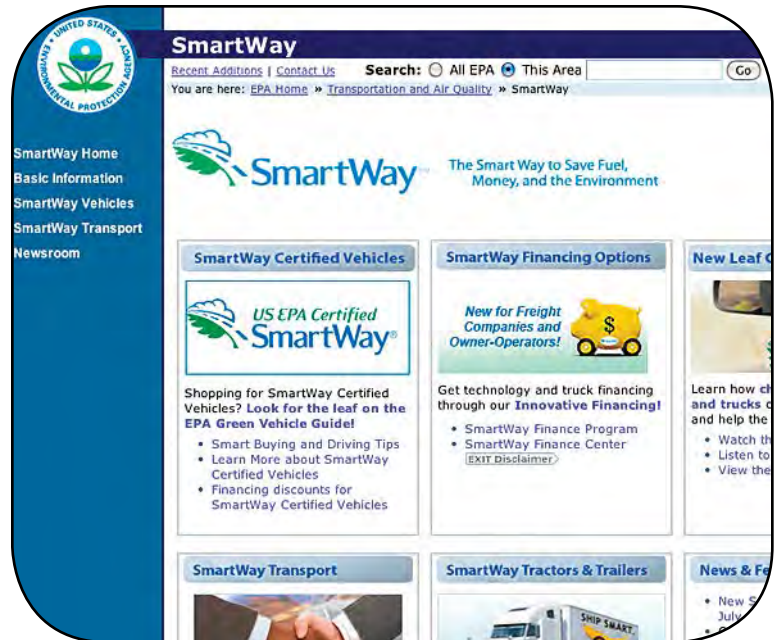 UNITED STATES
ENVIRONMENTAL PROTECTION AGENCY
SmartWay
Recent Additions | Contact Us Search: All EPA This Area Go
You are here: EPA Home » Transportation and Air Quality » SmartWay
SmartWay Home
Basic Information
SmartWay Vehicles
SmartWay Transport
Newsroom
SmartWay
The Smart Way to Save Fuel,
Money, and the Environment
SmartWay Certified Vehicles
US EPA Certified
SmartWay®
Shopping for SmartWay Certified
Vehicles? Look for the leaf on the
EPA Green Vehicle Guide!
• Smart Buying and Driving Tips
• Learn More about SmartWay
Certified Vehicles
• Financing discounts for
SmartWay Certified Vehicles
SmartWay Financing Options
New for Freight
Companies and
Owner-Operators!
$
Get technology and truck financing
through our Innovative Financing!
• SmartWay Finance Program
• SmartWay Finance Center
EXIT Disclaimer
New Leaf
Learn how
and trucks
and help the
• Watch
• Listen to
• View the
SmartWay Transport
SmartWay Tractors & Trailers
SHIP SMART.
News &
• New
July